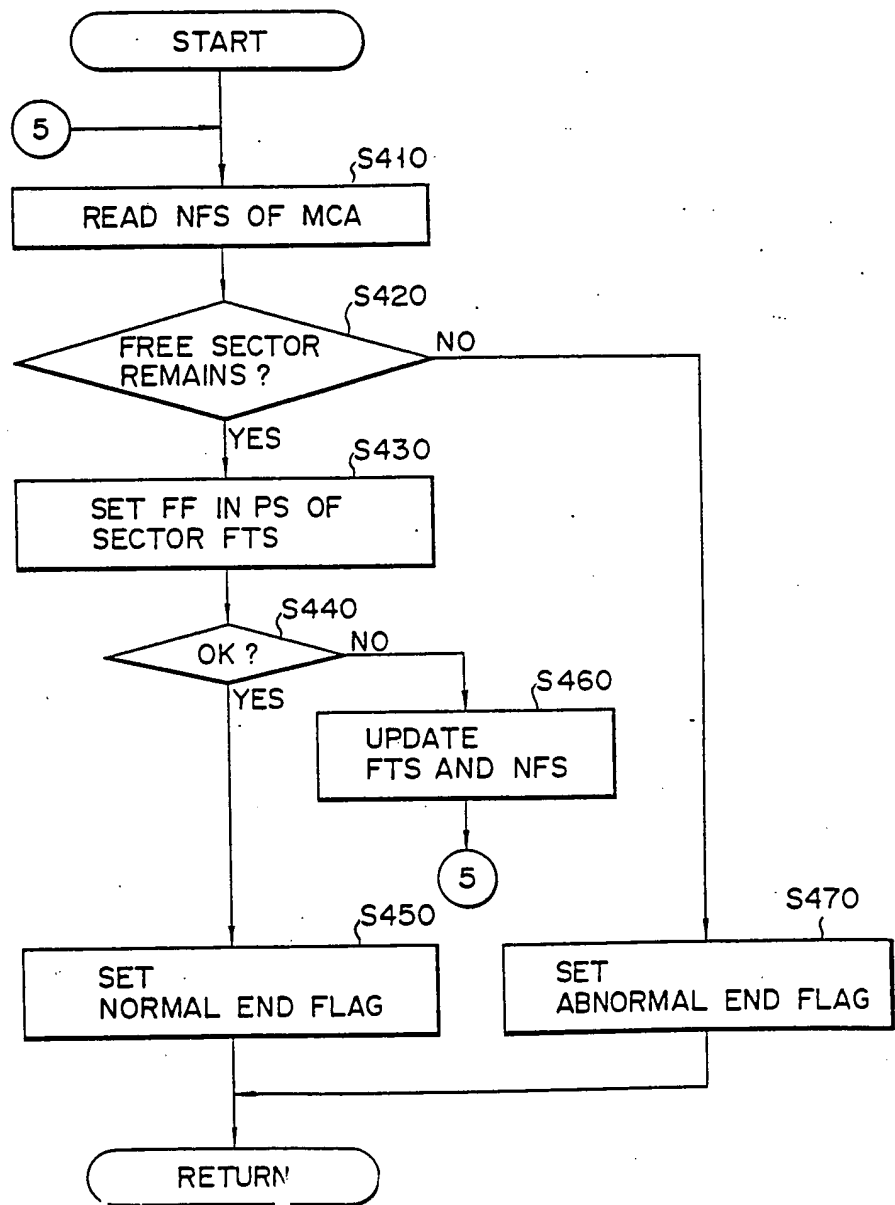 START
5
S410
READ NFS OF MCA
S420
FREE SECTOR
REMAINS ?
NO
YES
S430
SET FF IN PS OF
SECTOR FTS
S440
OK ?
NO
YES
S460
UPDATE
FTS AND NFS
5
S450
SET
NORMAL END FLAG
S470
SET
ABNORMAL END FLAG
RETURN